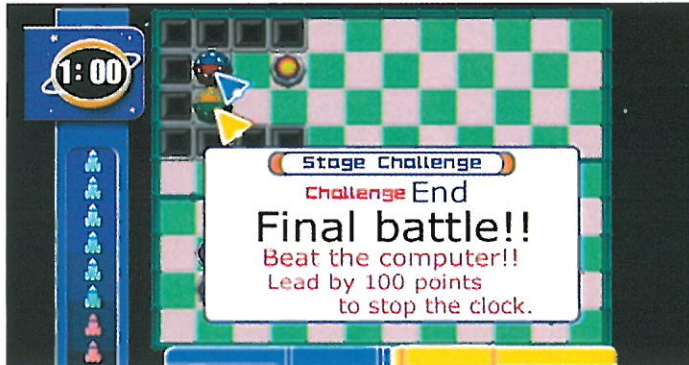 1:00
Stage Challenge
Challenge End
Final battle!!
Beat the computer!!
Lead by 100 points
to stop the clock.